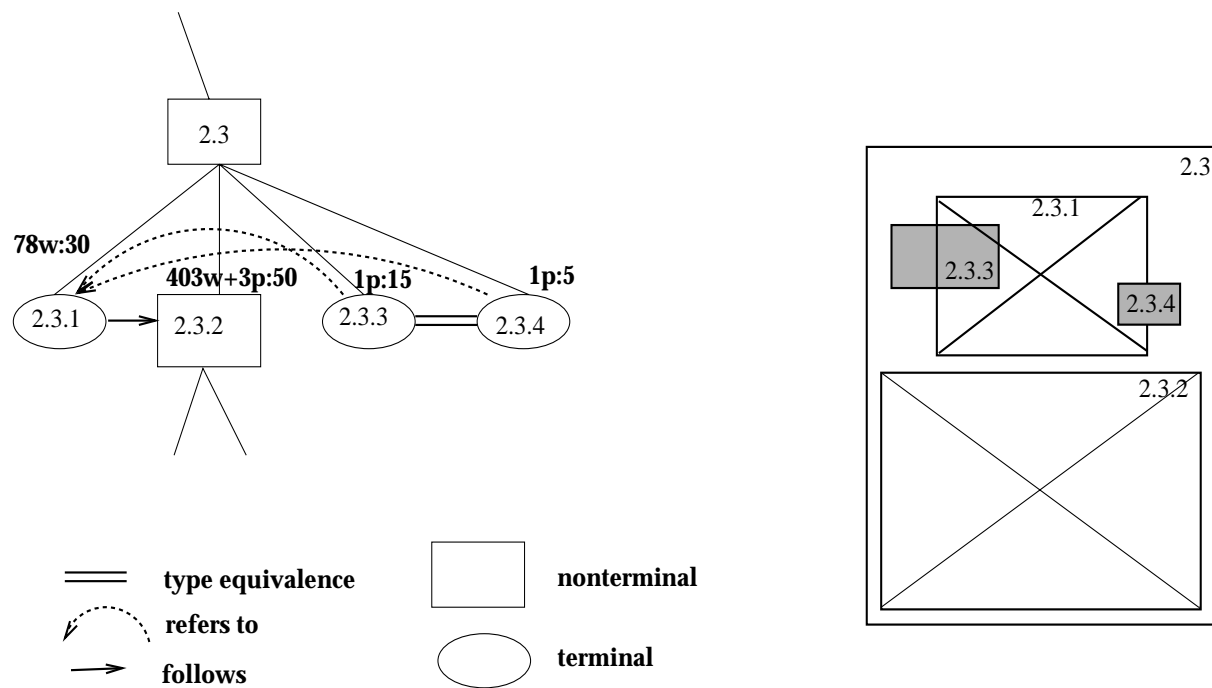 2.3
78w:30
403w+3p:50
1p:15
1p:5
2.3.1
2.3.2
2.3.3
2.3.4
type equivalence
refers to
follows
nonterminal
terminal
2.3
2.3.1
2.3.3
2.3.4
2.3.2